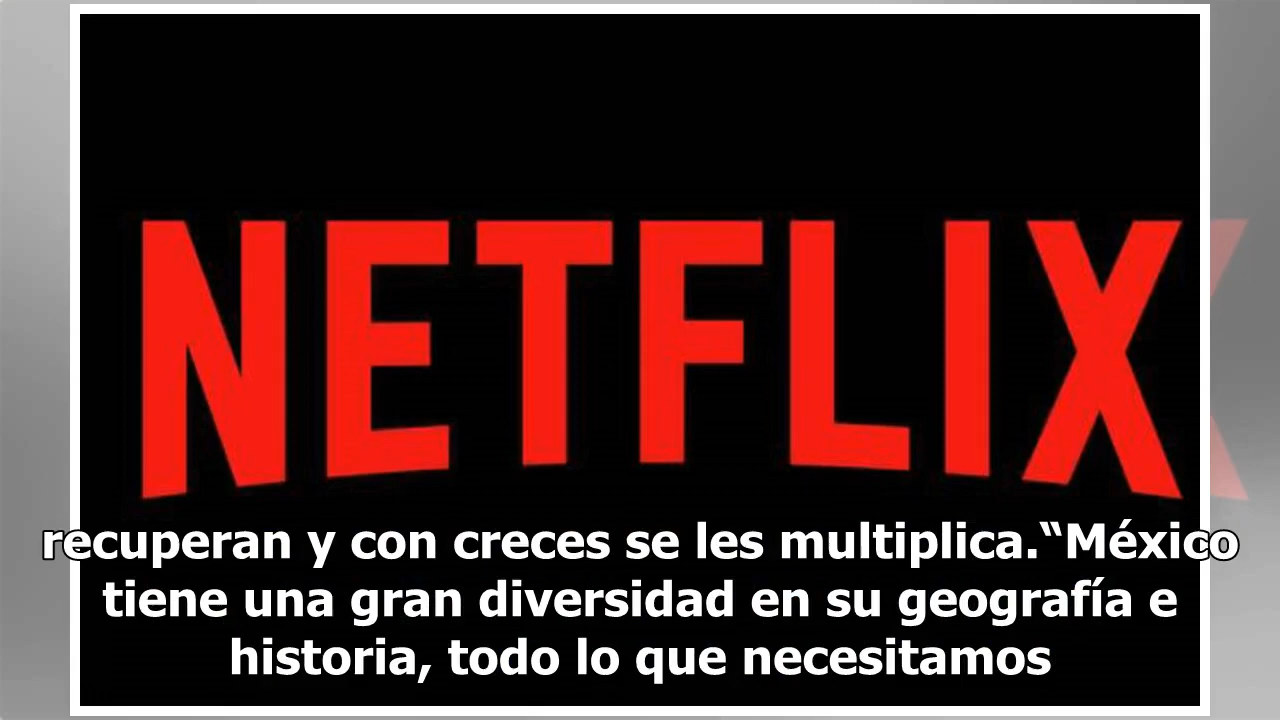 NETFLIX
recuperan y con creces se les multiplica.“México
tiene una gran diversidad en su geografía e
historia, todo lo que necesitamos